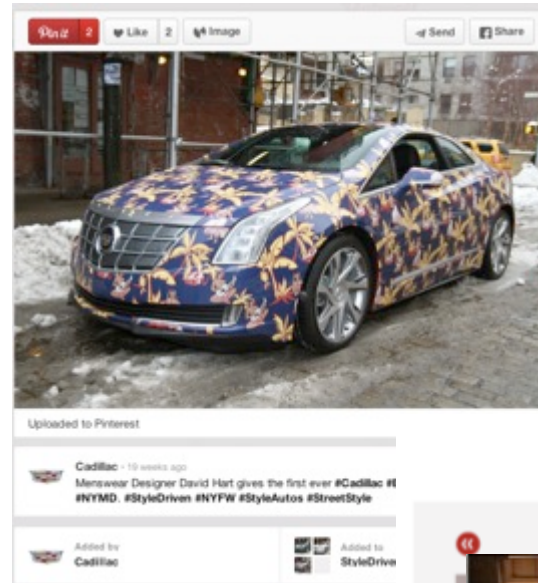 Pin it 2 Like 2 Image Send Share
Uploaded to Pinterest
Cadillac • 19 weeks ago
Menswear Designer David Hart gives the first ever #Cadillac
#NYMD. #StyleDriven #NYFW #StyleAutos #StreetStyle
Added by
Cadillac
Added to
StyleDrive